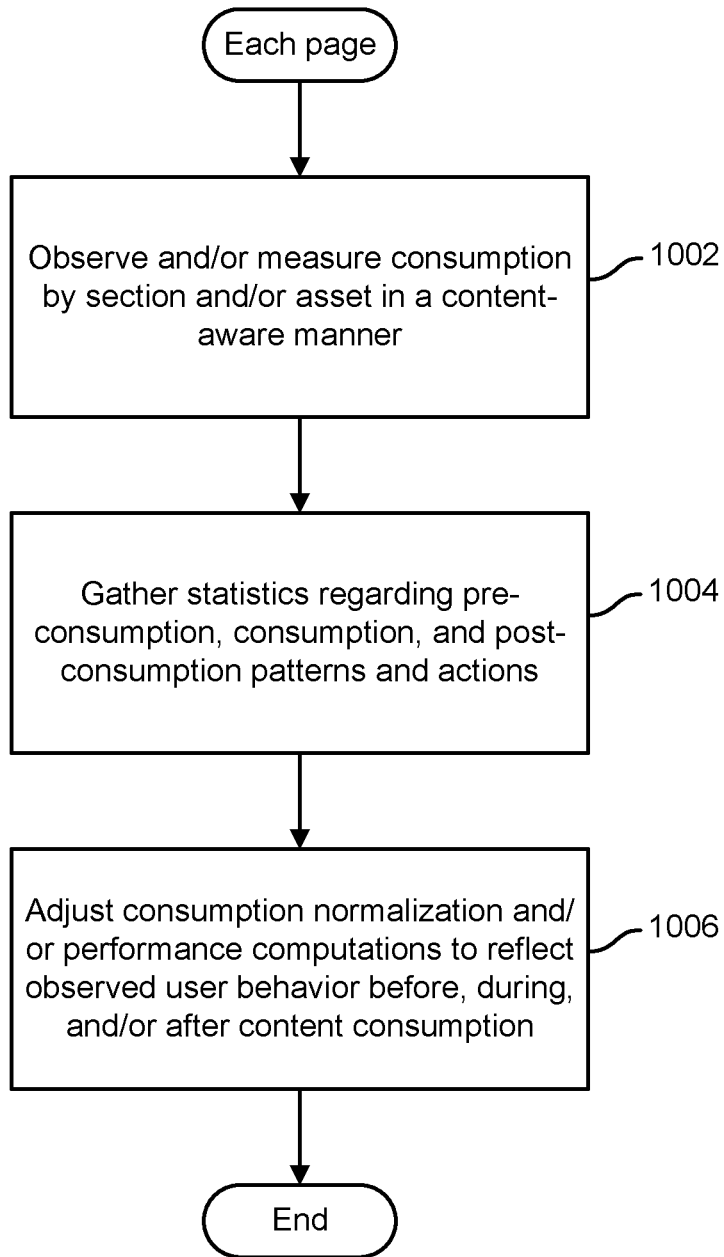 Each page
Observe and/or measure consumption
by section and/or asset in a content-
aware manner
1002
Gather statistics regarding pre-
consumption, consumption, and post-
consumption patterns and actions
1004
Adjust consumption normalization and/
or performance computations to reflect
observed user behavior before, during,
and/or after content consumption
1006
End